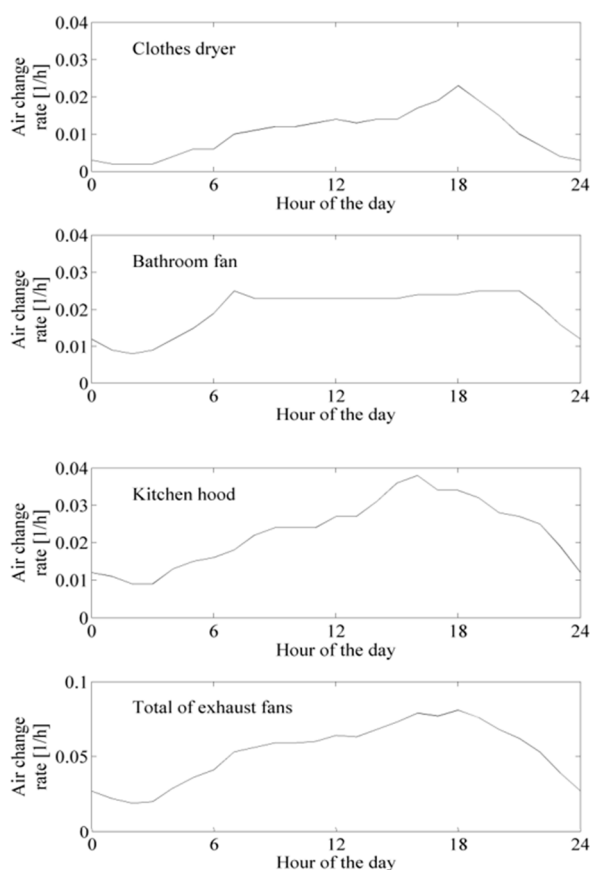 0.04
Clothes dryer
0.03
0.02
0.01
0
0 6 12 18 24
Air change
rate [1/h]
Hour of the day
0.04
Bathroom fan
0.03
0.02
0.01
0
0 6 12 18 24
Air change
rate [1/h]
Hour of the day
0.04
Kitchen hood
0.03
0.02
0.01
0
0 6 12 18 24
Air change
rate [1/h]
Hour of the day
0.1
Total of exhaust fans
0.05
0
0 6 12 18 24
Air change
rate [1/h]
Hour of the day